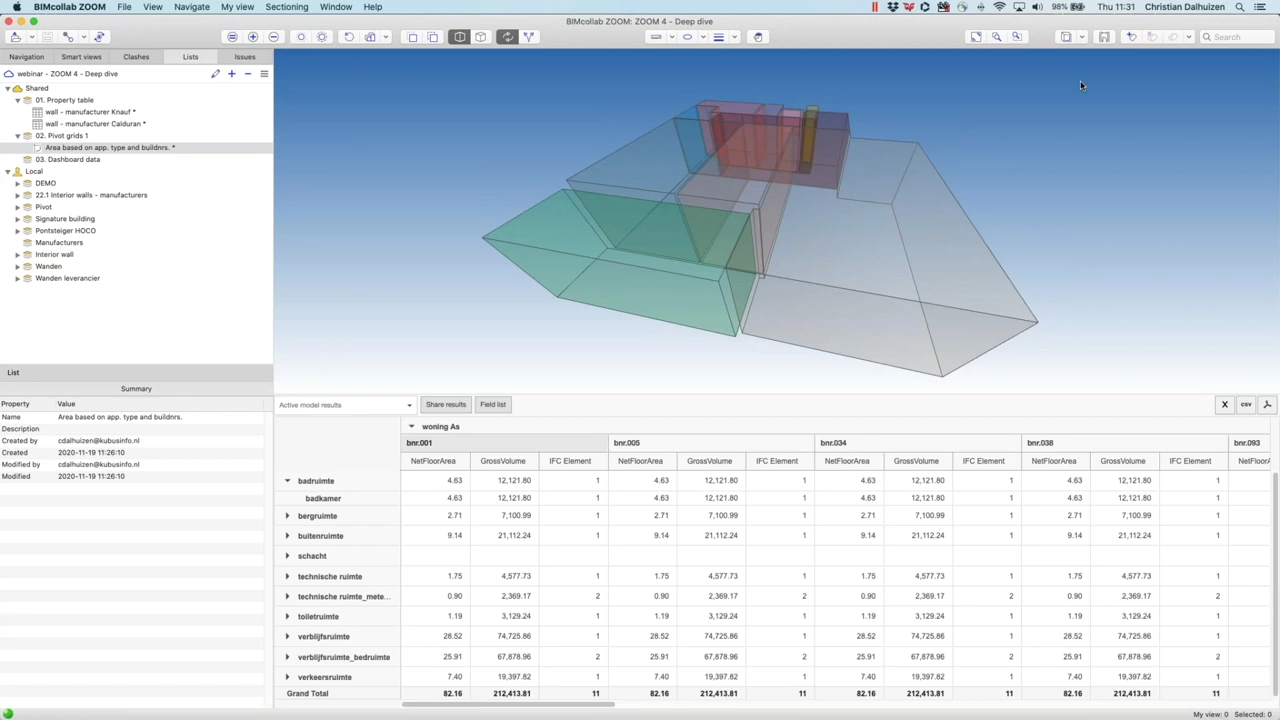 BIMcollab ZOOM File Edit View Navigate My view Sectioning Window Help 98% Thu 11:31 Christian Dalhuizen
BIMcollab ZOOM: ZOOM 4 - Deep dive
Search
Navigation Smart views Clashes Lists Issues
webinar - ZOOM 4 - Deep dive
Shared
01. Property table
wall - manufacturer Knauf *
wall - manufacturer Calduran *
02. Pivot grids 1
Area based on app. type and buildnrs. *
03. Dashboard data
Local
DEMO
22.1 Interior walls - manufacturers
Pivot
Signature building
Pontsteiger HOCO
Manufacturers
Interior wall
Wanden
Wanden leverancier
List
Summary
Property Value
Name Area based on app. type and buildnrs.
Description
Created by cdalhuizen@kubusinfo.nl
Created 2020-11-19 11:26:10
Modified by cdalhuizen@kubusinfo.nl
Modified 2020-11-19 11:26:10
Active model results Share results Field list X CSV
woning As
bnr.001 bnr.005 bnr.034 bnr.038 bnr.093
NetFloorArea GrossVolume IFC Element NetFloorArea GrossVolume IFC Element NetFloorArea GrossVolume IFC Element NetFloorArea GrossVolume IFC Element NetFloorA
badruimte 4.63 12,121.80 1 4.63 12,121.80 1 4.63 12,121.80 1 4.63 12,121.80 1
badkamer 4.63 12,121.80 1 4.63 12,121.80 1 4.63 12,121.80 1 4.63 12,121.80 1
bergruimte 2.71 7,100.99 1 2.71 7,100.99 1 2.71 7,100.99 1 2.71 7,100.99 1
buitenruimte 9.14 21,112.24 1 9.14 21,112.24 1 9.14 21,112.24 1 9.14 21,112.24 1
schacht
technische ruimte 1.75 4,577.73 1 1.75 4,577.73 1 1.75 4,577.73 1 1.75 4,577.73 1
technische ruimte_mete... 0.90 2,369.17 2 0.90 2,369.17 2 0.90 2,369.17 2 0.90 2,369.17 2
toiletruimte 1.19 3,129.24 1 1.19 3,129.24 1 1.19 3,129.24 1 1.19 3,129.24 1
verblijfsruimte 28.52 74,725.86 1 28.52 74,725.86 1 28.52 74,725.86 1 28.52 74,725.86 1
verblijfsruimte_bedruimte 25.91 67,878.96 2 25.91 67,878.96 2 25.91 67,878.96 2 25.91 67,878.96 2
verkeersruimte 7.40 19,397.82 1 7.40 19,397.82 1 7.40 19,397.82 1 7.40 19,397.82 1
Grand Total 82.16 212,413.81 11 82.16 212,413.81 11 82.16 212,413.81 11 82.16 212,413.81 11
My view: 0 Selected: 0